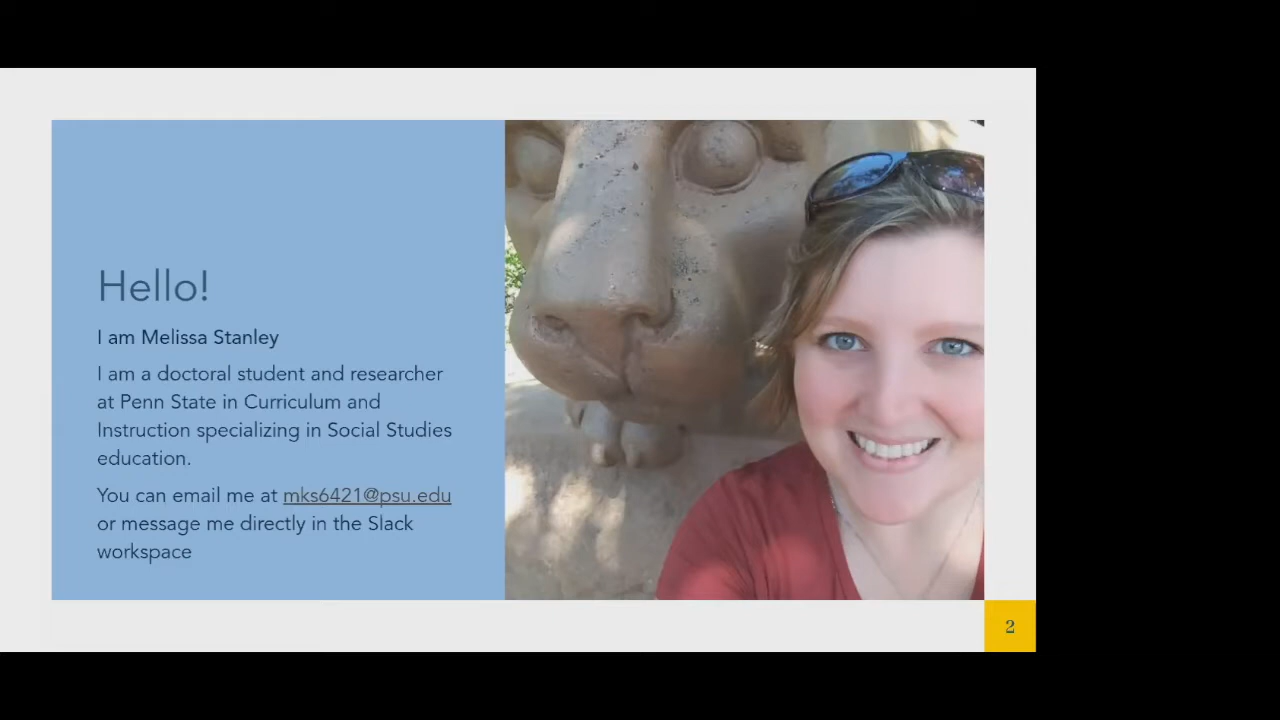 Hello!
I am Melissa Stanley
I am a doctoral student and researcher
at Penn State in Curriculum and
Instruction specializing in Social Studies
education.
You can email me at mks6421@psu.edu
or message me directly in the Slack
workspace
2